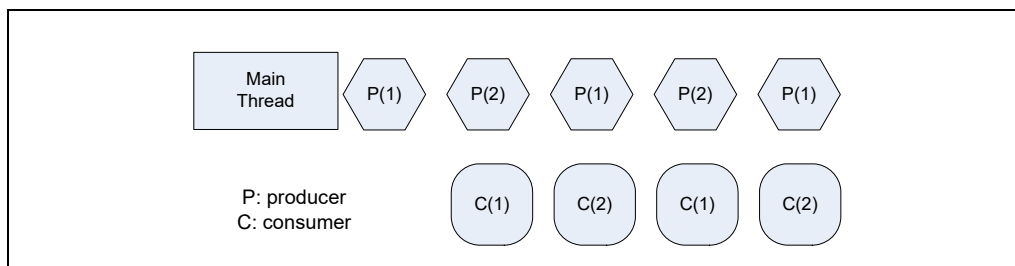 Main
Thread
P(1) P(2) P(1) P(2) P(1)
P: producer
C: consumer
C(1) C(2) C(1) C(2)